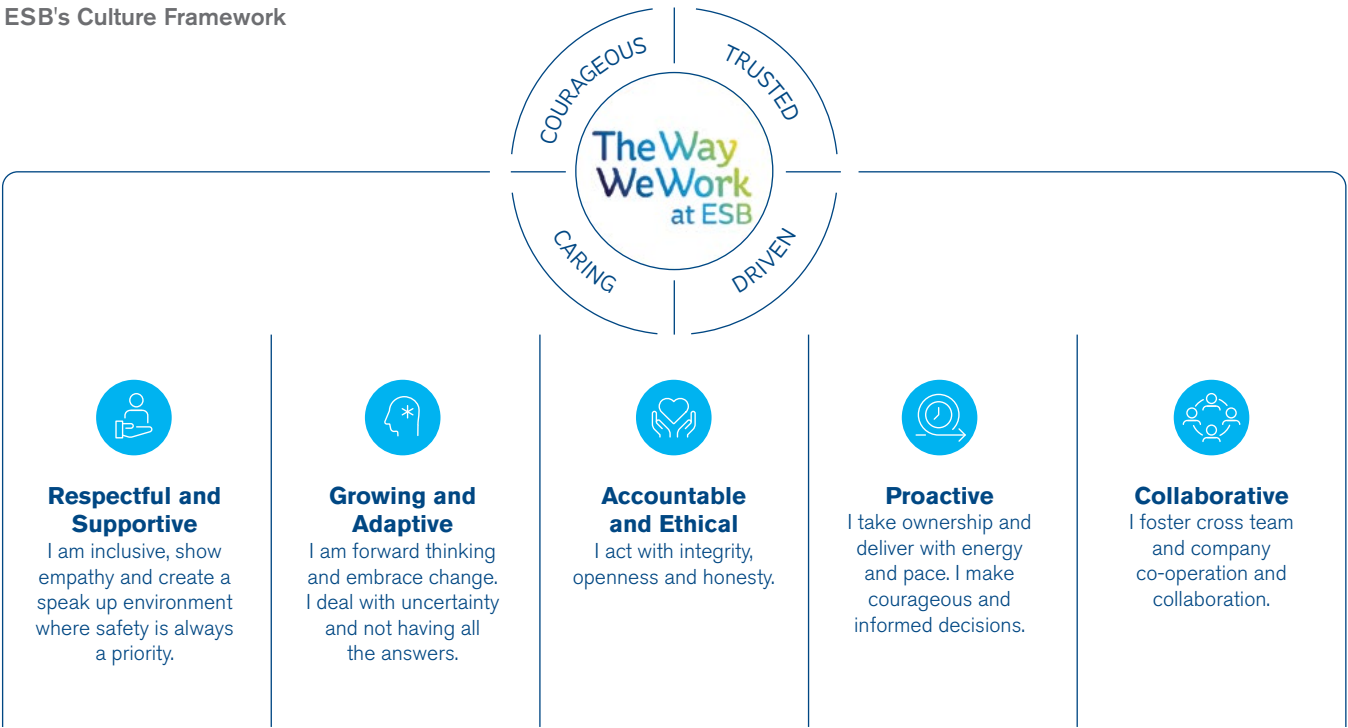 ESB's Culture Framework
COURAGEOUS
TRUSTED
The Way
We Work
at ESB
CARING
DRIVEN
Respectful and
Supportive
I am inclusive, show
empathy and create a
speak up environment
where safety is always
a priority.
Growing and
Adaptive
I am forward thinking
and embrace change.
I deal with uncertainty
and not having all
the answers.
Accountable
and Ethical
I act with integrity,
openness and honesty.
Proactive
I take ownership and
deliver with energy
and pace. I make
courageous and
informed decisions.
Collaborative
I foster cross team
and company
co-operation and
collaboration.